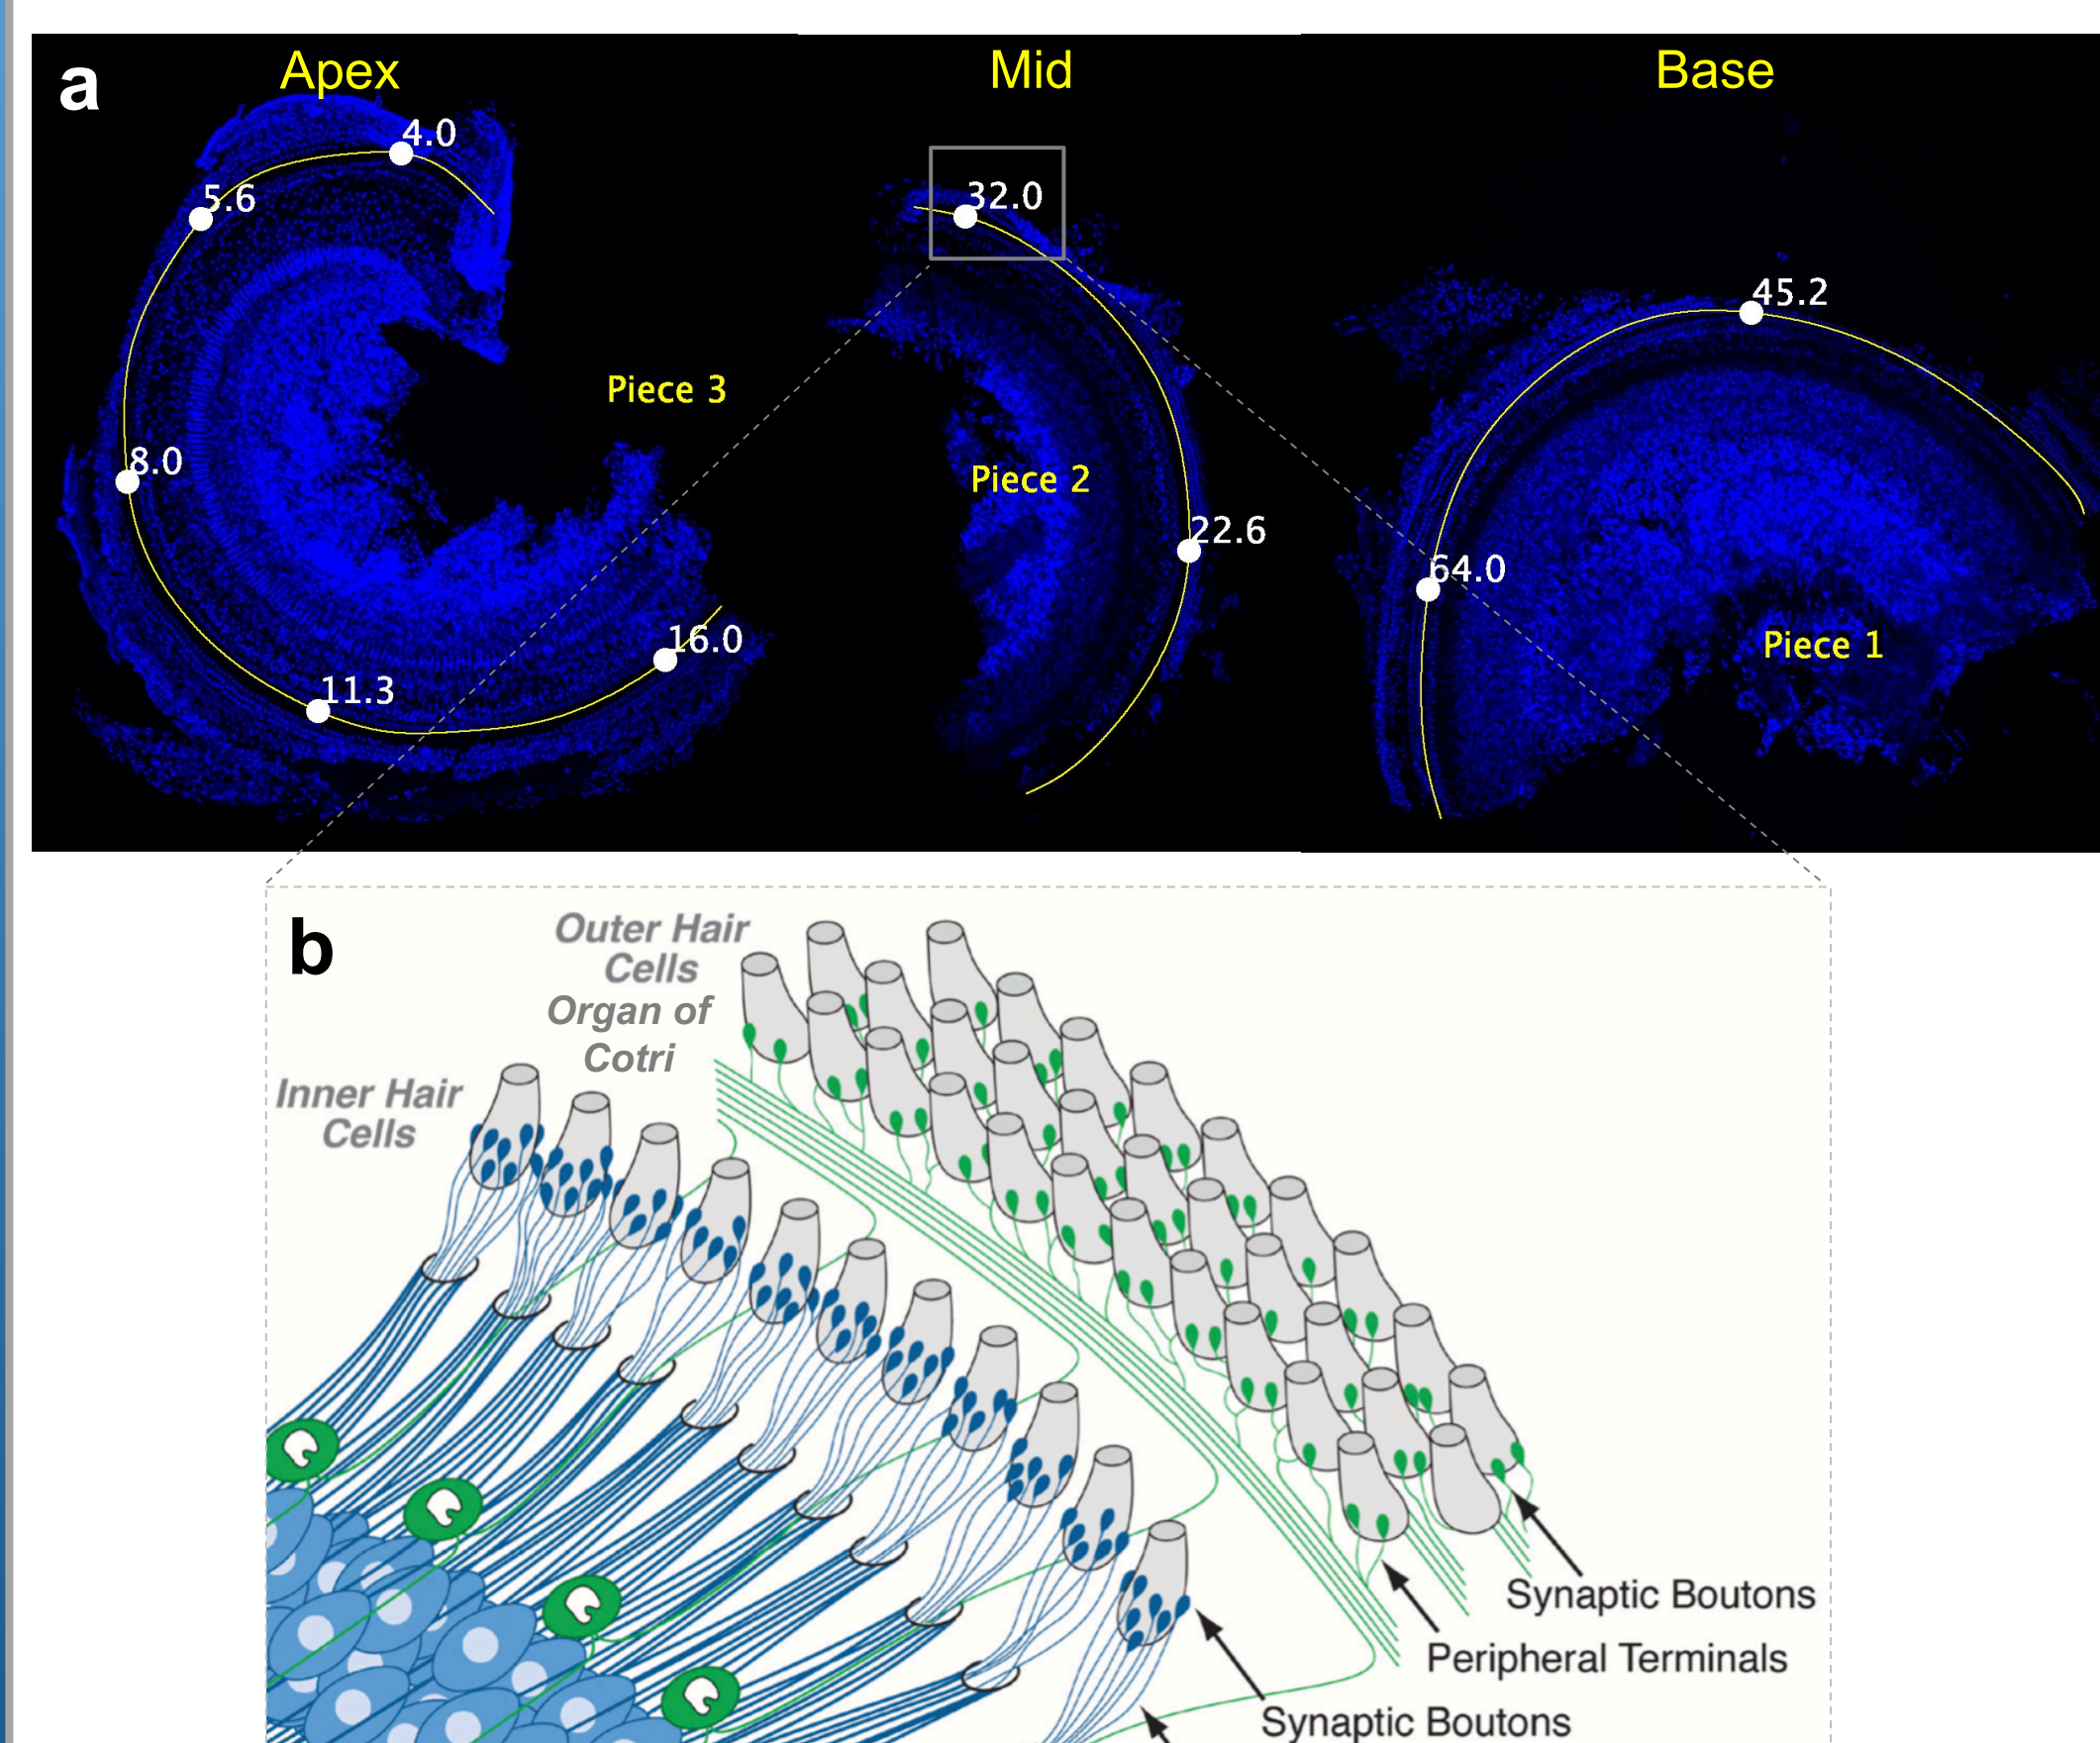 a
Apex
Mid
Base
4.0
5.6
8.0
11.3
16.0
Piece 3
32.0
22.6
Piece 2
45.2
64.0
Piece 1
b
Outer Hair
Cells
Organ of
Cotri
Inner Hair
Cells
Synaptic Boutons
Peripheral Terminals
Synaptic Boutons